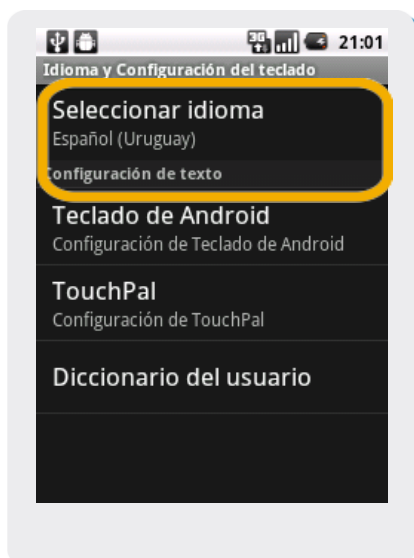 3G
21:01
Idioma y Configuración del teclado
Seleccionar idioma
Español (Uruguay)
Configuración de texto
Teclado de Android
Configuración de Teclado de Android
TouchPal
Configuración de TouchPal
Diccionario del usuario